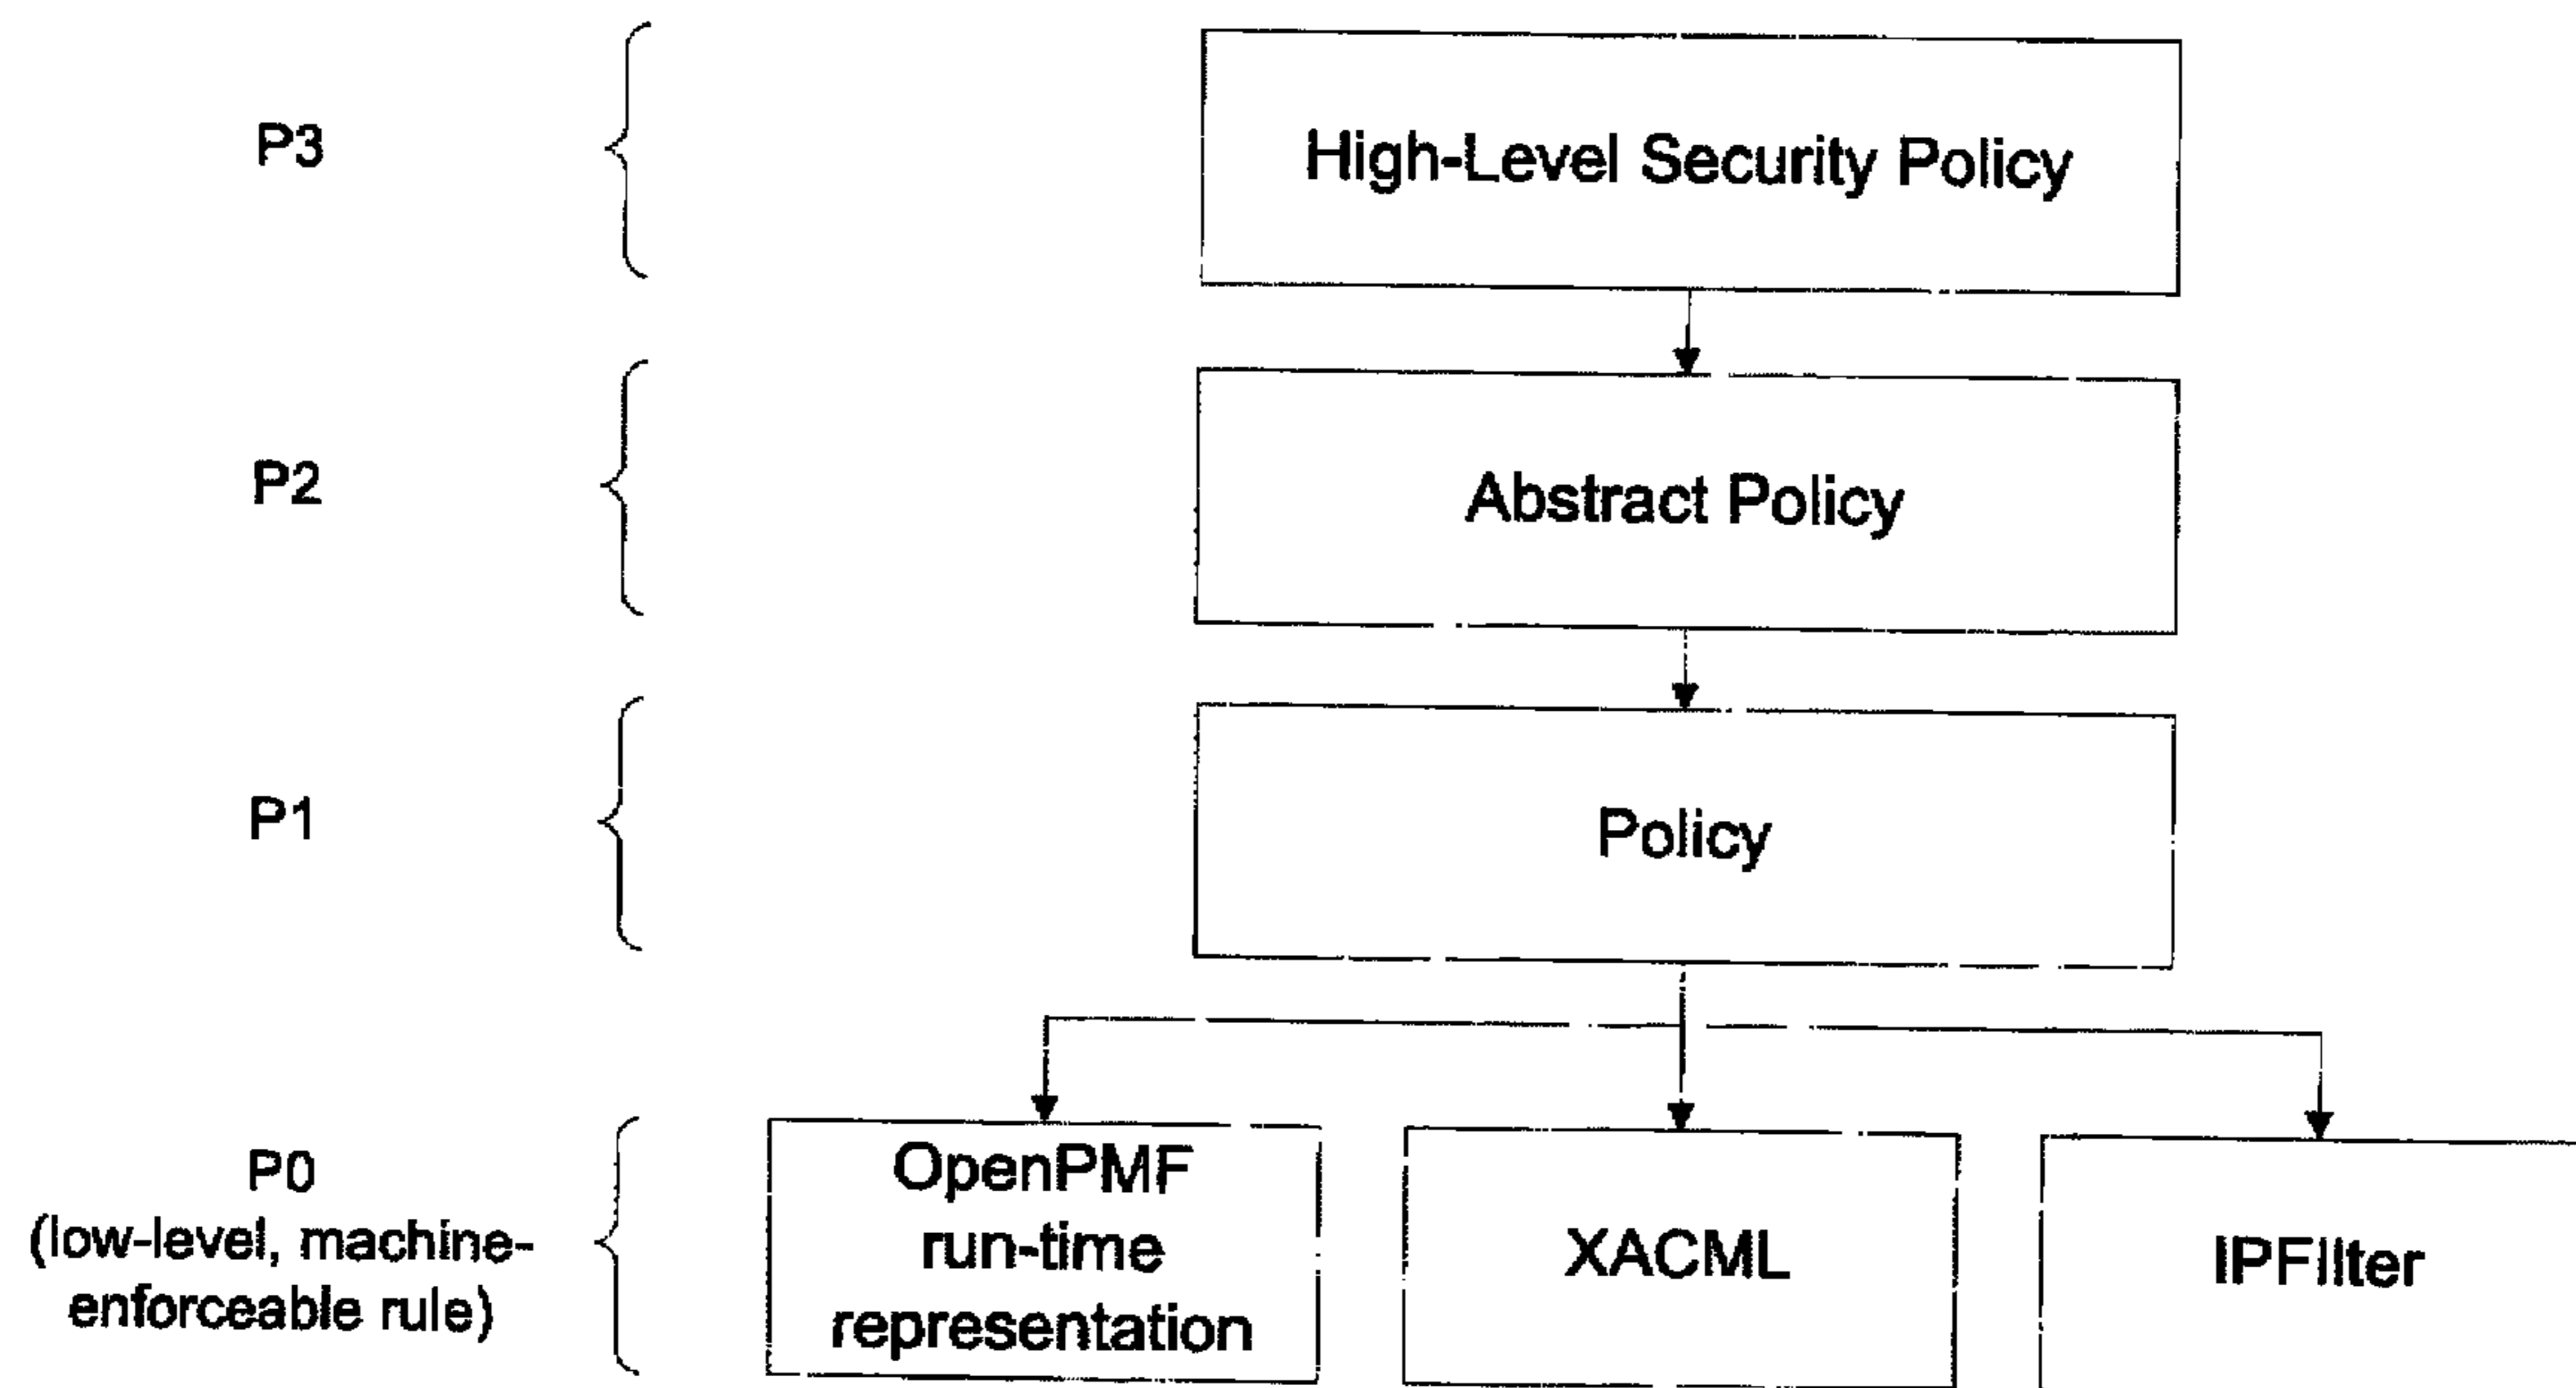 P3
High-Level Security Policy
P2
Abstract Policy
P1
Policy
P0
(low-level, machine-
enforceable rule)
OpenPMF
run-time
representation
XACML
IPFIlter